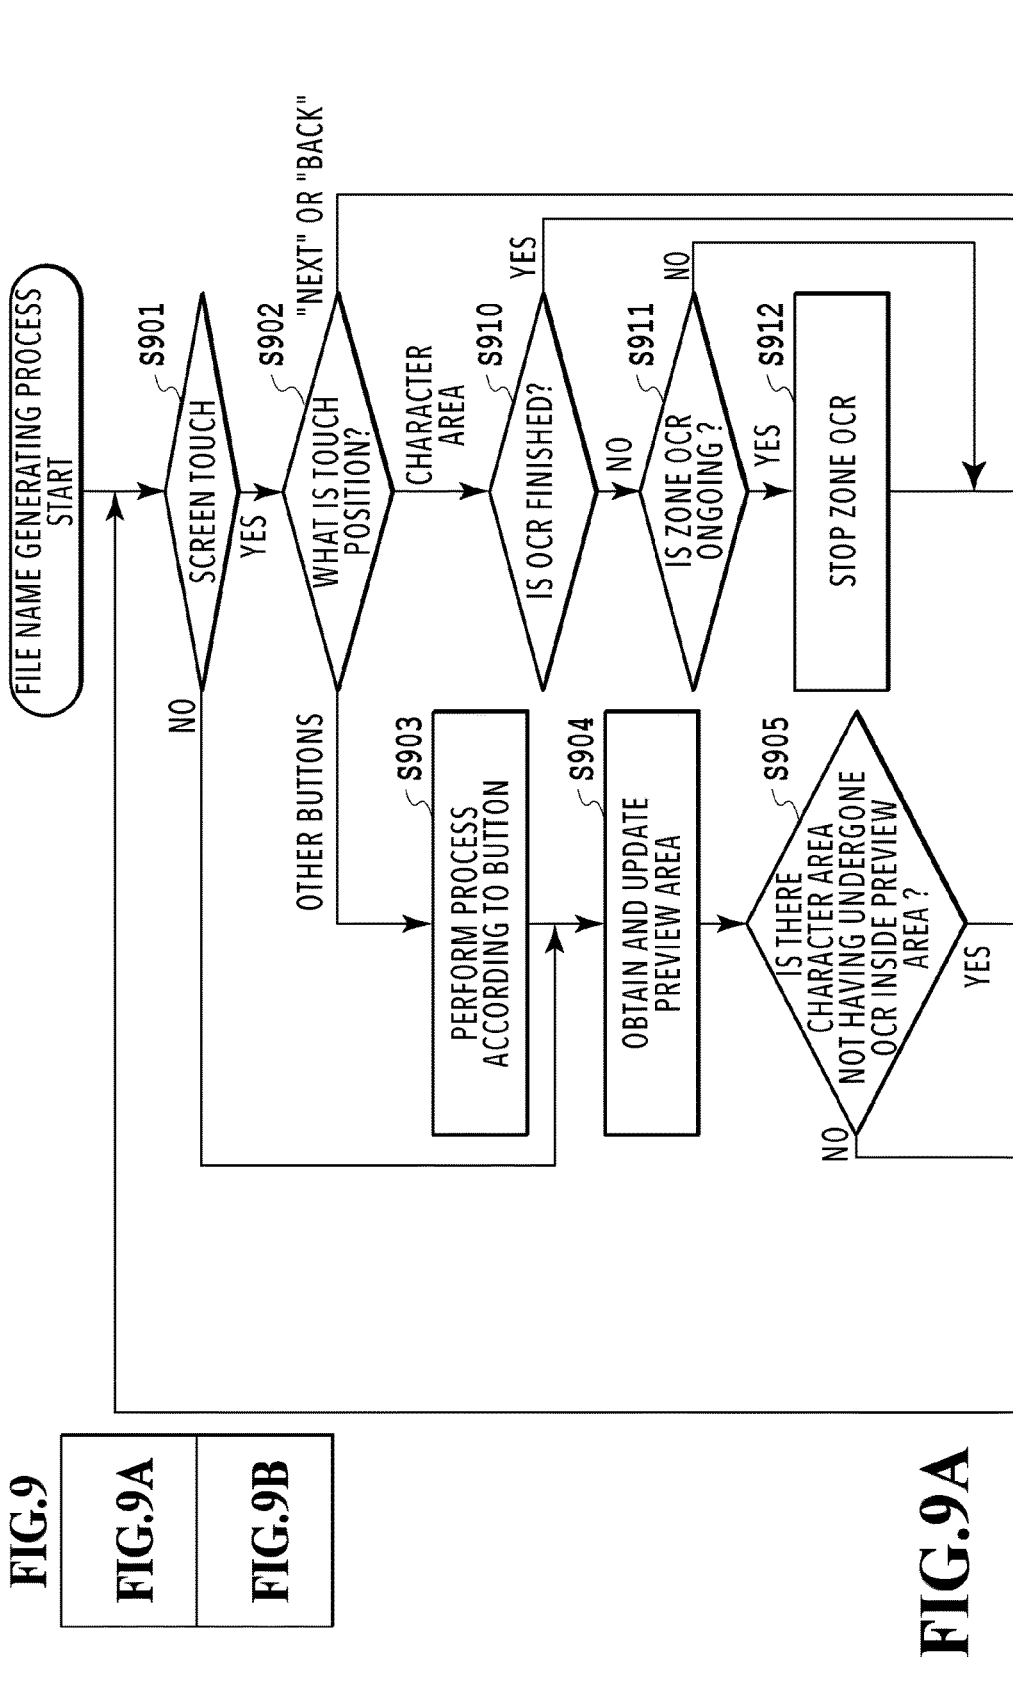 FIG.9
FIG.9A
FIG.9B
FILE NAME GENERATING PROCESS
START
S901
SCREEN TOUCH
NO
YES
S902
WHAT IS TOUCH
POSITION?
"NEXT" OR "BACK"
OTHER BUTTONS
CHARACTER
AREA
S903
PERFORM PROCESS
ACCORDING TO BUTTON
S904
OBTAIN AND UPDATE
PREVIEW AREA
S905
IS THERE
CHARACTER AREA
NOT HAVING UNDERGONE
OCR INSIDE PREVIEW
AREA?
NO
YES
S910
IS OCR FINISHED?
YES
NO
S911
IS ZONE OCR
ONGOING?
NO
YES
S912
STOP ZONE OCR
FIG.9A